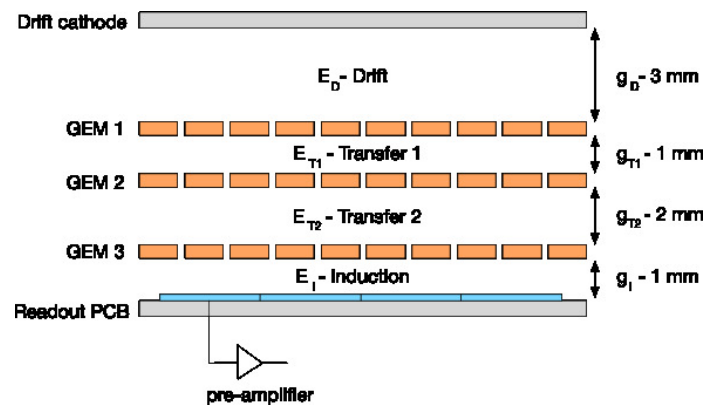 Drift cathode
E_D - Drift
g_D - 3 mm
GEM 1
E_T1 - Transfer 1
g_T1 - 1 mm
GEM 2
E_T2 - Transfer 2
g_T2 - 2 mm
GEM 3
E_I - Induction
g_I - 1 mm
Readout PCB
pre-amplifier